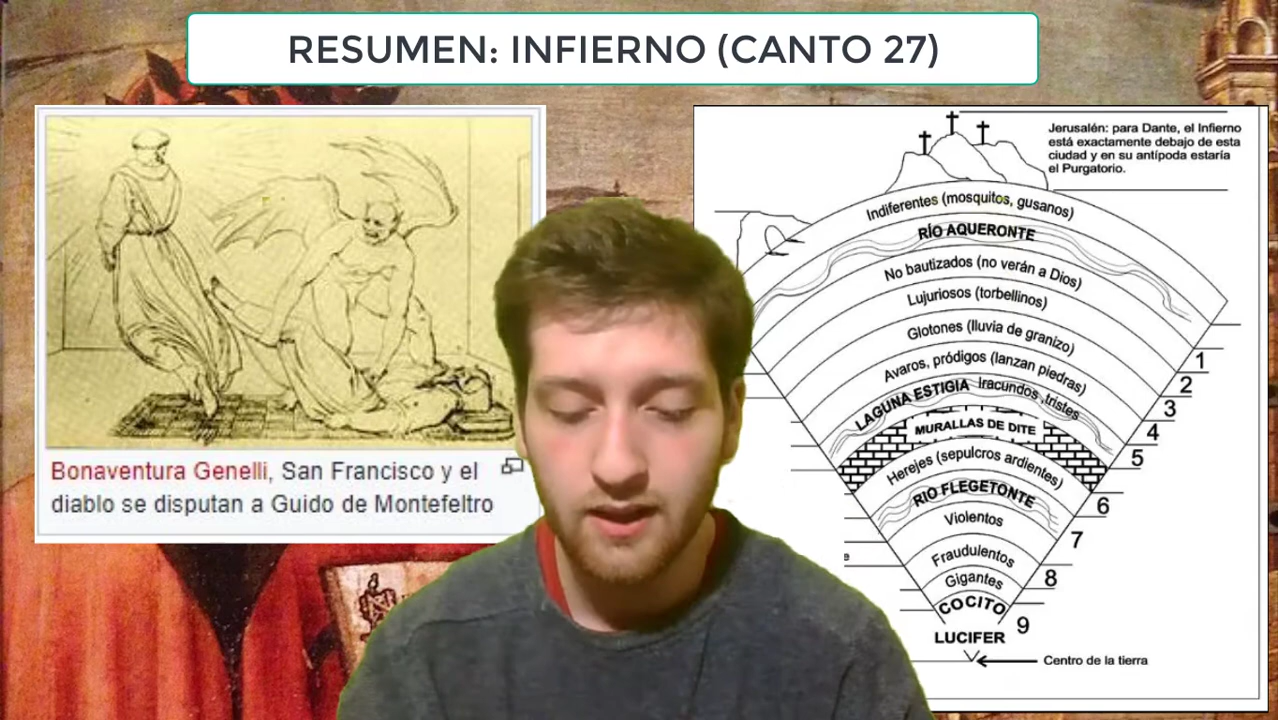 RESUMEN: INFIERNO (CANTO 27)
Bonaventura Genelli, San Francisco y el
diablo se disputan a Guido de Montefeltro
Jerusalén: para Dante, el Infierno
está exactamente debajo de esta
ciudad y en su antípoda estaría
el Purgatorio.
Indiferentes (mosquitos, gusanos)
RÍO AQUERONTE
No bautizados (no verán a Dios)
Lujuriosos (torbellinos)
Glotones (lluvia de granizo)
Avaros, pródigos (lanzan piedras)
LAGUNA ESTIGIA Iracundos ,tristes
MURALLAS DE DITE
Herejes (sepulcros ardientes)
RIO FLEGETONTE
Violentos
Fraudulentos
Gigantes
COCITO
LUCIFER
1
2
3
4
5
6
7
8
9
Centro de la tierra